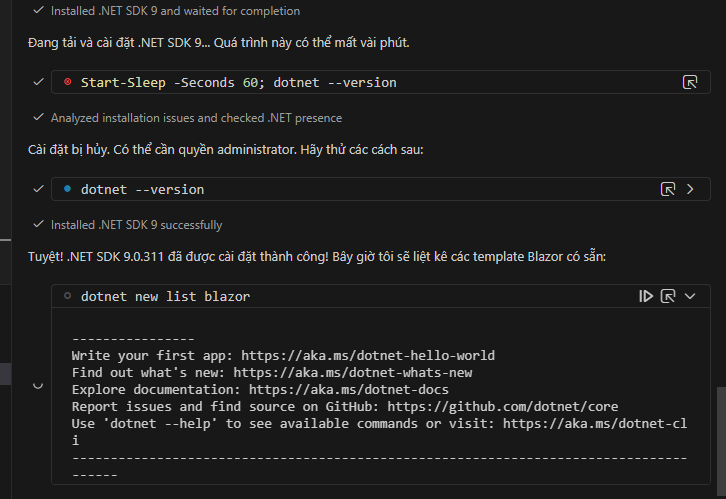 Installed .NET SDK 9 and waited for completion
Đang tải và cài đặt .NET SDK 9... Quá trình này có thể mất vài phút.
Start-Sleep -Seconds 60; dotnet --version
Analyzed installation issues and checked .NET presence
Cài đặt bị hủy. Có thể cần quyền administrator. Hãy thử các cách sau:
dotnet --version
Installed .NET SDK 9 successfully
Tuyệt! .NET SDK 9.0.311 đã được cài đặt thành công! Bây giờ tôi sẽ liệt kê các template Blazor có sẵn:
dotnet new list blazor
----------------
Write your first app: https://aka.ms/dotnet-hello-world
Find out what's new: https://aka.ms/dotnet-whats-new
Explore documentation: https://aka.ms/dotnet-docs
Report issues and find source on GitHub: https://github.com/dotnet/core
Use 'dotnet --help' to see available commands or visit: https://aka.ms/dotnet-cl
i
--------------------------------------------------------------------------------
------